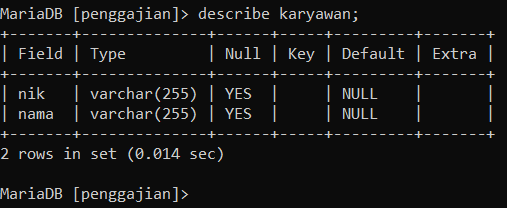 MariaDB [penggajian]> describe karyawan;
+-------+--------------+------+-----+---------+-------+
| Field | Type         | Null | Key | Default | Extra |
+-------+--------------+------+-----+---------+-------+
| nik   | varchar(255) | YES  |     | NULL    |       |
| nama  | varchar(255) | YES  |     | NULL    |       |
+-------+--------------+------+-----+---------+-------+
2 rows in set (0.014 sec)
MariaDB [penggajian]>